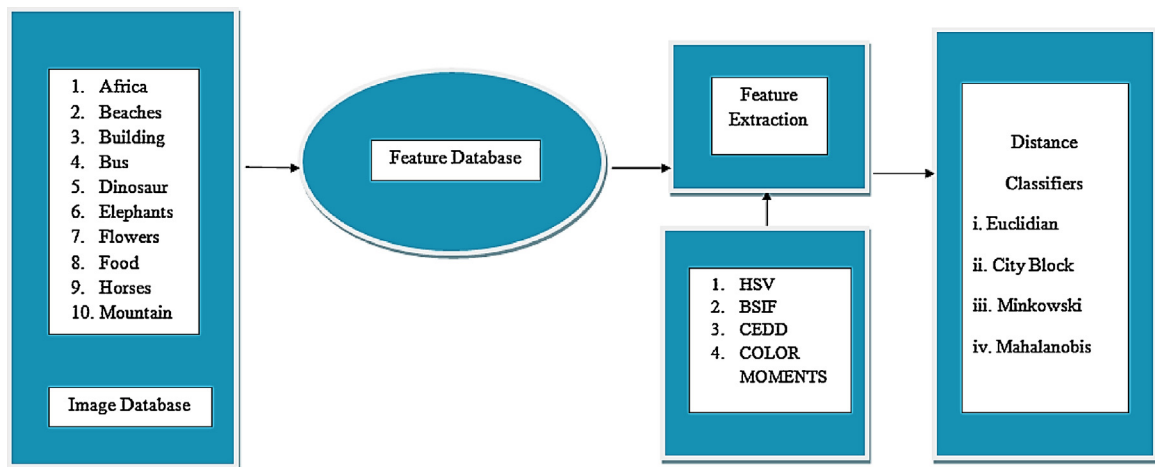 1. Africa
2. Beaches
3. Building
4. Bus
5. Dinosaur
6. Elephants
7. Flowers
8. Food
9. Horses
10. Mountain
Image Database
Feature Database
Feature
Extraction
1. HSV
2. BSIF
3. CEDD
4. COLOR
MOMENTS
Distance
Classifiers
i. Euclidian
ii. City Block
iii. Minkowski
iv. Mahalanobis